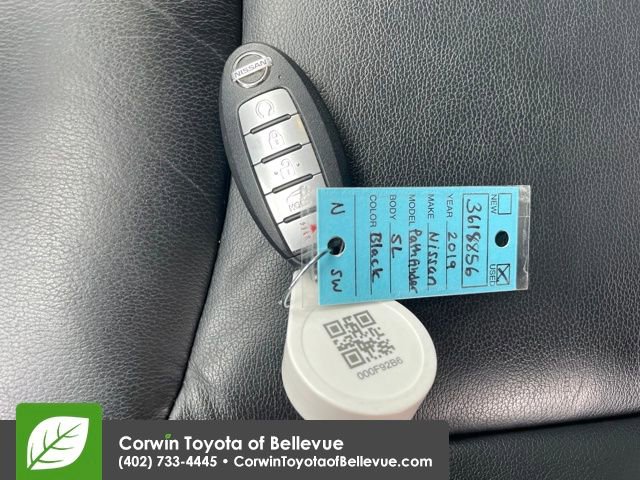 NISSAN
NEW USED
3618856
YEAR 2019
MAKE Nissan
MODEL Pathfinder
BODY SL
COLOR Black
N SW
000F92B6
Corwin Toyota of Bellevue
(402) 733-4445 • CorwinToyotaofBellevue.com